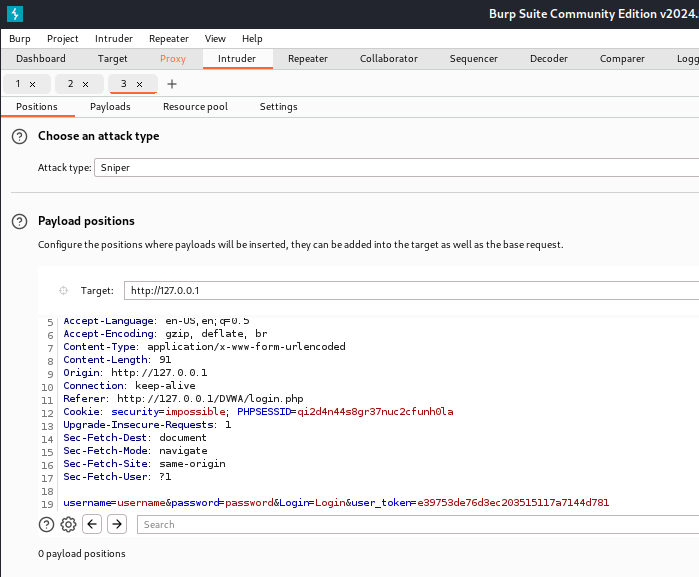 Burp Suite Community Edition v2024.
Burp Project Intruder Repeater View Help
Dashboard Target Proxy Intruder Repeater Collaborator Sequencer Decoder Comparer Logg
1 × 2 × 3 × +
Positions Payloads Resource pool Settings
? Choose an attack type
Attack type: Sniper
? Payload positions
Configure the positions where payloads will be inserted, they can be added into the target as well as the base request.
Target: http://127.0.0.1
5 Accept-Language: en-US,en;q=0.5
6 Accept-Encoding: gzip, deflate, br
7 Content-Type: application/x-www-form-urlencoded
8 Content-Length: 91
9 Origin: http://127.0.0.1
10 Connection: keep-alive
11 Referer: http://127.0.0.1/DVWA/login.php
12 Cookie: security=impossible; PHPSESSID=qi2d4n44s8gr37nuc2cfunh0la
13 Upgrade-Insecure-Requests: 1
14 Sec-Fetch-Dest: document
15 Sec-Fetch-Mode: navigate
16 Sec-Fetch-Site: same-origin
17 Sec-Fetch-User: ?1
18
19 username=username&password=password&Login=Login&user_token=e39753de76d3ec203515117a7144d781
? Search
0 payload positions